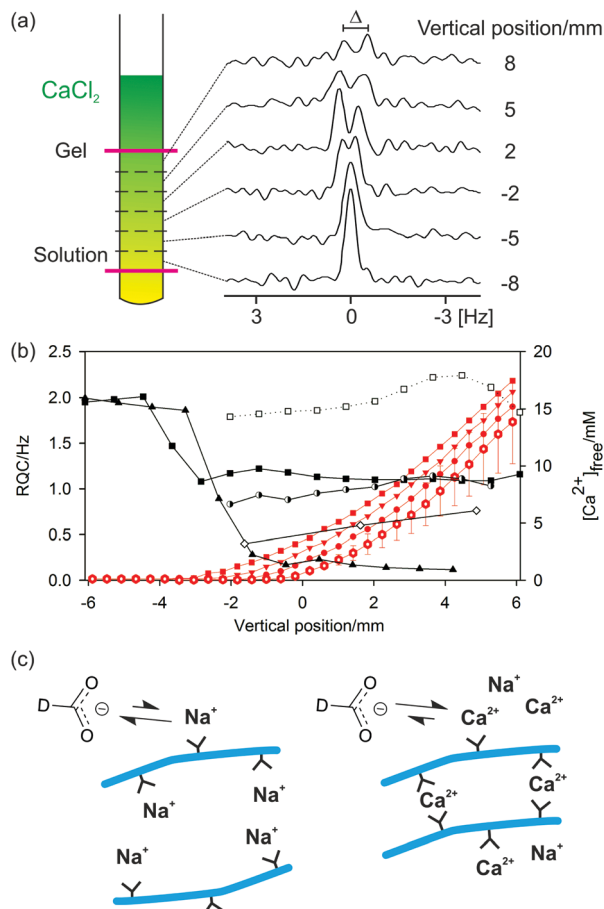 (a)
Δ
Vertical position/mm
CaCl₂
Gel
Solution
8
5
2
-2
-5
-8
3 0 -3 [Hz]
(b)
2.5 20
2.0 15
1.5
1.0 10
0.5 5
0.0 0
RQC/Hz
[Ca²⁺]free/mM
-6 -4 -2 0 2 4 6
Vertical position/mm
(c)
D O O ⊖ Na⁺
Na⁺ Na⁺
Na⁺ Na⁺
D O O ⊖ Na⁺
Ca²⁺ Ca²⁺
Ca²⁺ Ca²⁺
Ca²⁺ Na⁺